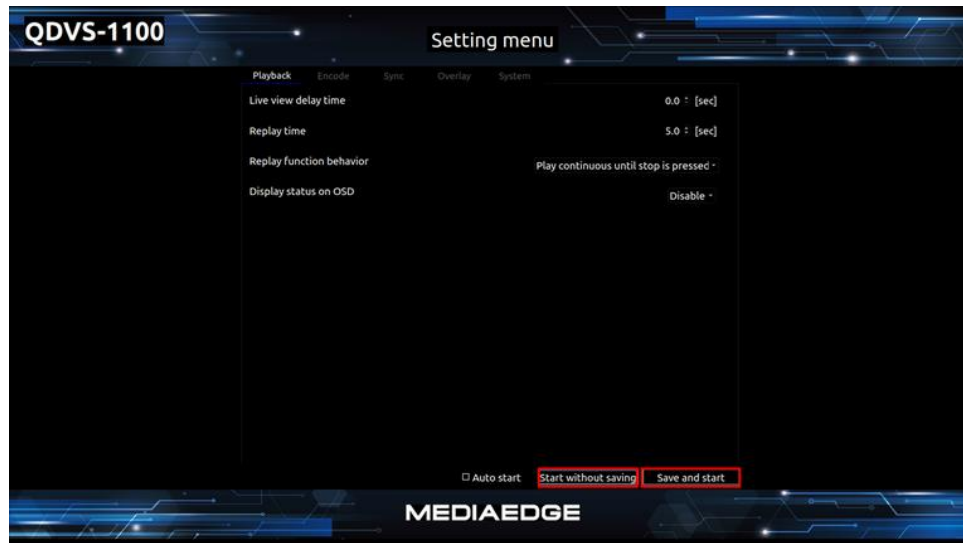 QDVS-1100
Setting menu
Playback Encode Sync Overlay System
Live view delay time 0.0 [sec]
Replay time 5.0 [sec]
Replay function behavior Play continuous until stop is pressed
Display status on OSD Disable
Auto start Start without saving Save and start
MEDIAEDGE